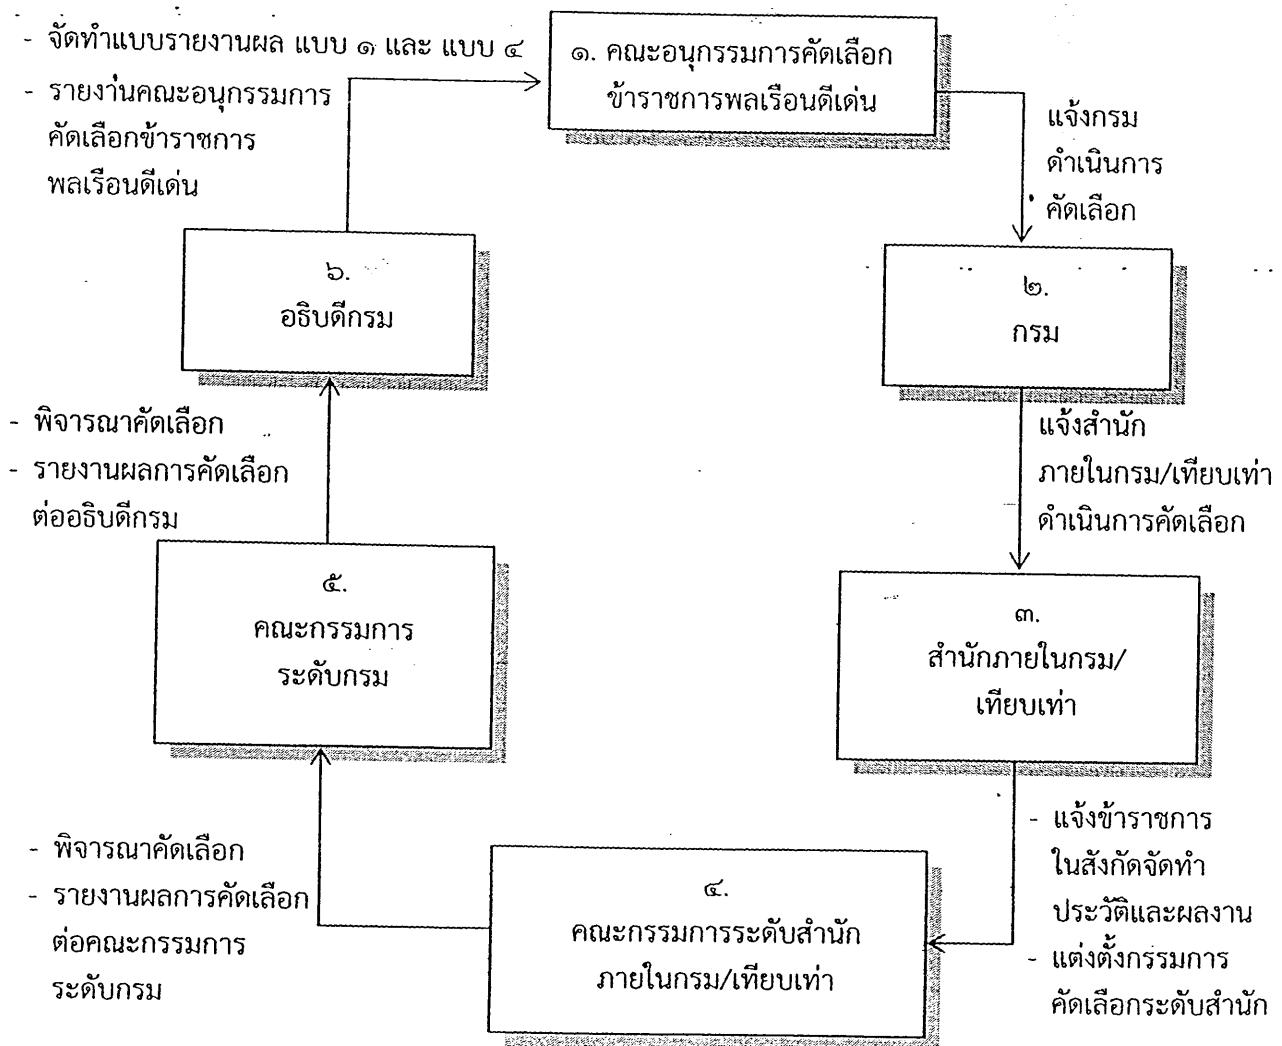 ๑. คณะอนุกรรมการคัดเลือก
ข้าราชการพลเรือนดีเด่น
แจ้งกรม
ดำเนินการ
คัดเลือก
๒.
กรม
แจ้งสำนัก
ภายในกรม/เทียบเท่า
ดำเนินการคัดเลือก
๓.
สำนักภายในกรม/
เทียบเท่า
- แจ้งข้าราชการ
ในสังกัดจัดทำ
ประวัติและผลงาน
- แต่งตั้งกรรมการ
คัดเลือกระดับสำนัก
๔.
คณะกรรมการระดับสำนัก
ภายในกรม/เทียบเท่า
- พิจารณาคัดเลือก
- รายงานผลการคัดเลือก
ต่อคณะกรรมการ
ระดับกรม
๕.
คณะกรรมการ
ระดับกรม
- พิจารณาคัดเลือก
- รายงานผลการคัดเลือก
ต่ออธิบดีกรม
๖.
อธิบดีกรม
- จัดทำแบบรายงานผล แบบ ๑ และ แบบ ๔
- รายงานคณะอนุกรรมการ
คัดเลือกข้าราชการ
พลเรือนดีเด่น